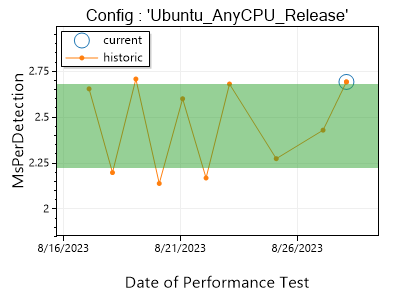 Config : 'Ubuntu_AnyCPU_Release'
current
historic
MsPerDetection
2.75
2.5
2.25
2
8/16/2023
8/21/2023
8/26/2023
Date of Performance Test